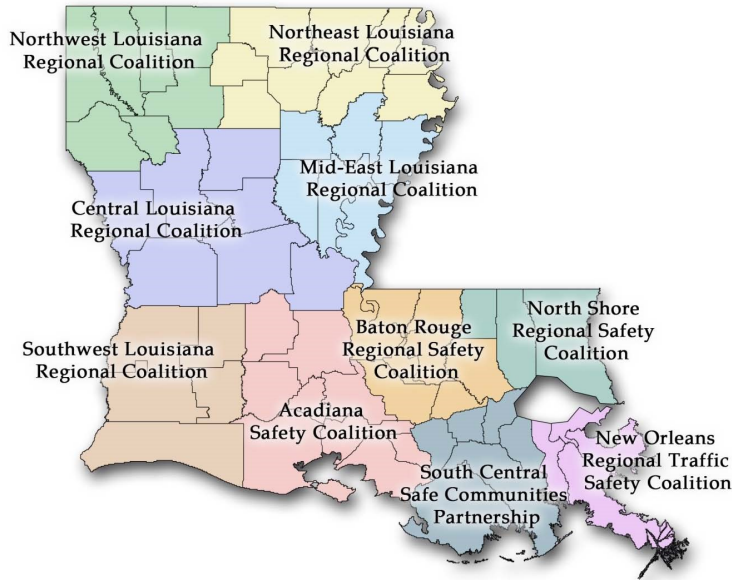 Northwest Louisiana
Regional Coalition
Northeast Louisiana
Regional Coalition
Mid-East Louisiana
Regional Coalition
Central Louisiana
Regional Coalition
North Shore
Regional Safety
Coalition
Baton Rouge
Regional Safety
Coalition
Southwest Louisiana
Regional Coalition
Acadiana
Safety Coalition
New Orleans
Regional Traffic
Safety Coalition
South Central
Safe Communities
Partnership